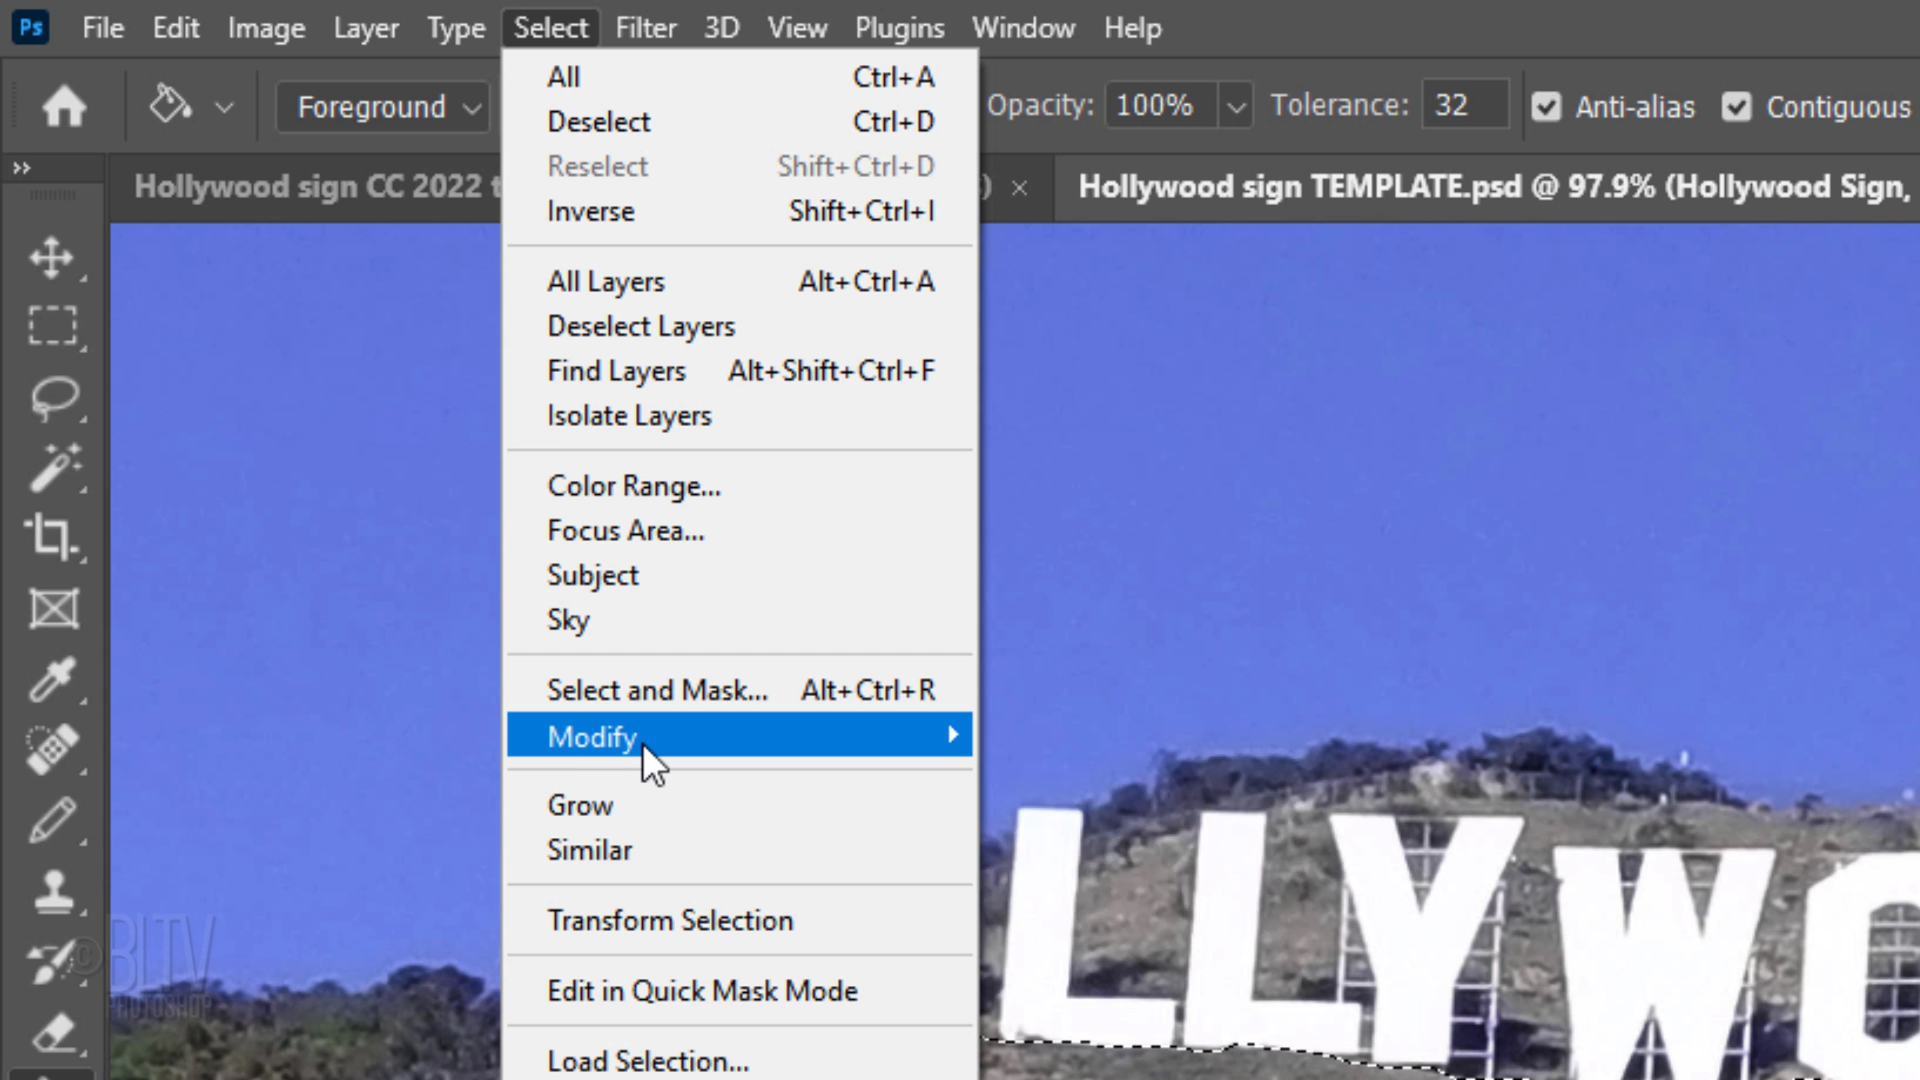 Ps File Edit Image Layer Type Select Filter 3D View Plugins Window Help
Foreground Opacity: 100% Tolerance: 32 Anti-alias Contiguous
Hollywood sign CC 2022 t ) × Hollywood sign TEMPLATE.psd @ 97.9% (Hollywood Sign,
All Ctrl+A
Deselect Ctrl+D
Reselect Shift+Ctrl+D
Inverse Shift+Ctrl+I
All Layers Alt+Ctrl+A
Deselect Layers
Find Layers Alt+Shift+Ctrl+F
Isolate Layers
Color Range...
Focus Area...
Subject
Sky
Select and Mask... Alt+Ctrl+R
Modify
Grow
Similar
Transform Selection
Edit in Quick Mask Mode
Load Selection...
LLYWO
© BLTV
PHOTOSHOP